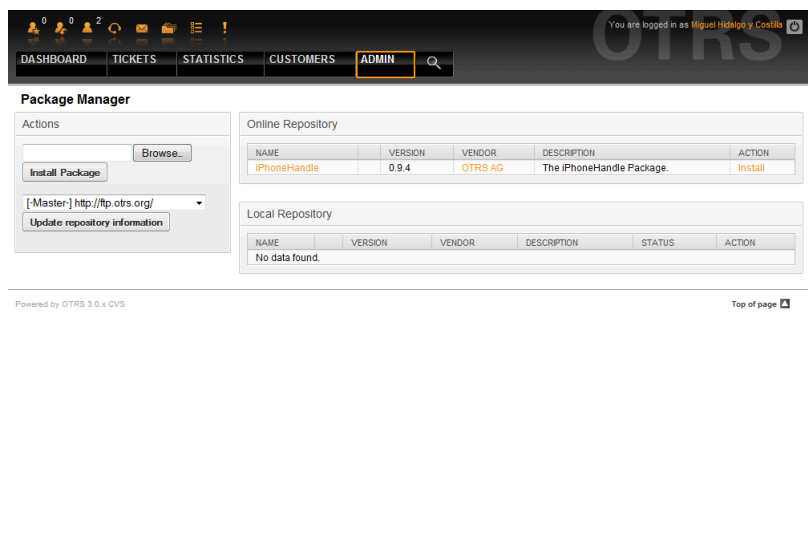 0 0 2
OTRS
You are logged in as Miguel Hidalgo y Costilla
DASHBOARD TICKETS STATISTICS CUSTOMERS ADMIN
Package Manager
Actions
Browse...
Install Package
[-Master-] http://ftp.otrs.org/
Update repository information
Online Repository
NAME VERSION VENDOR DESCRIPTION ACTION
iPhoneHandle 0.9.4 OTRS AG The iPhoneHandle Package. Install
Local Repository
NAME VERSION VENDOR DESCRIPTION STATUS ACTION
No data found.
Powered by OTRS 3.0.x CVS
Top of page